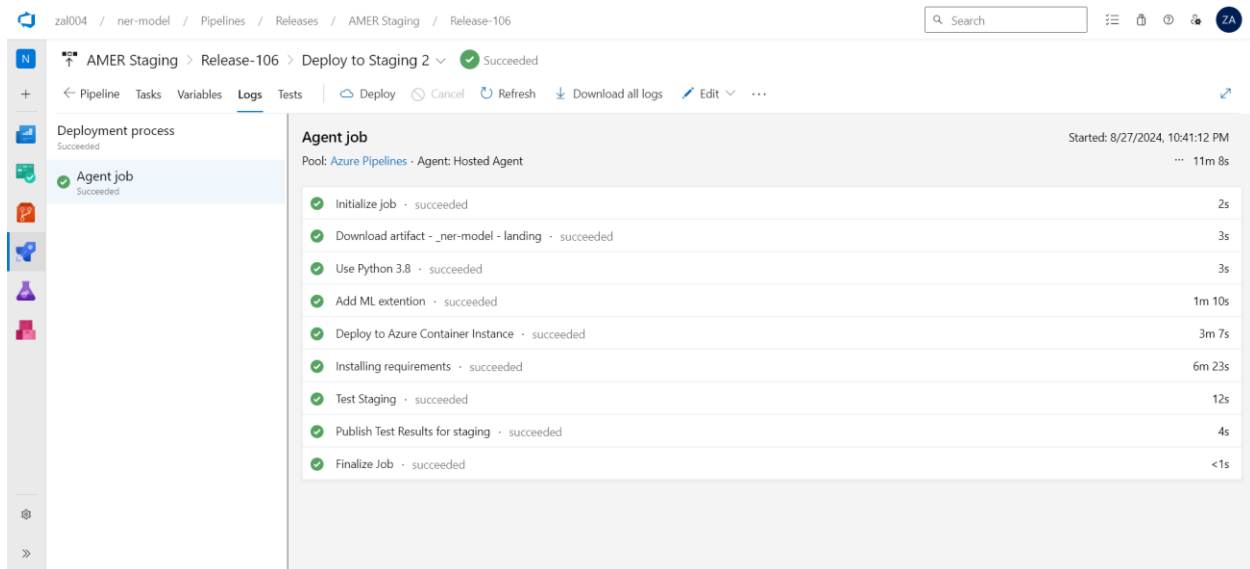 zal004 / ner-model / Pipelines / Releases / AMER Staging / Release-106
Search
ZA
N
AMER Staging > Release-106 > Deploy to Staging 2 Succeeded
Pipeline Tasks Variables Logs Tests Deploy Cancel Refresh Download all logs Edit ...
Deployment process
Succeeded
Agent job
Succeeded
Agent job Started: 8/27/2024, 10:41:12 PM
Pool: Azure Pipelines · Agent: Hosted Agent ... 11m 8s
Initialize job · succeeded 2s
Download artifact - _ner-model - landing · succeeded 3s
Use Python 3.8 · succeeded 3s
Add ML extention · succeeded 1m 10s
Deploy to Azure Container Instance · succeeded 3m 7s
Installing requirements · succeeded 6m 23s
Test Staging · succeeded 12s
Publish Test Results for staging · succeeded 4s
Finalize Job · succeeded <1s